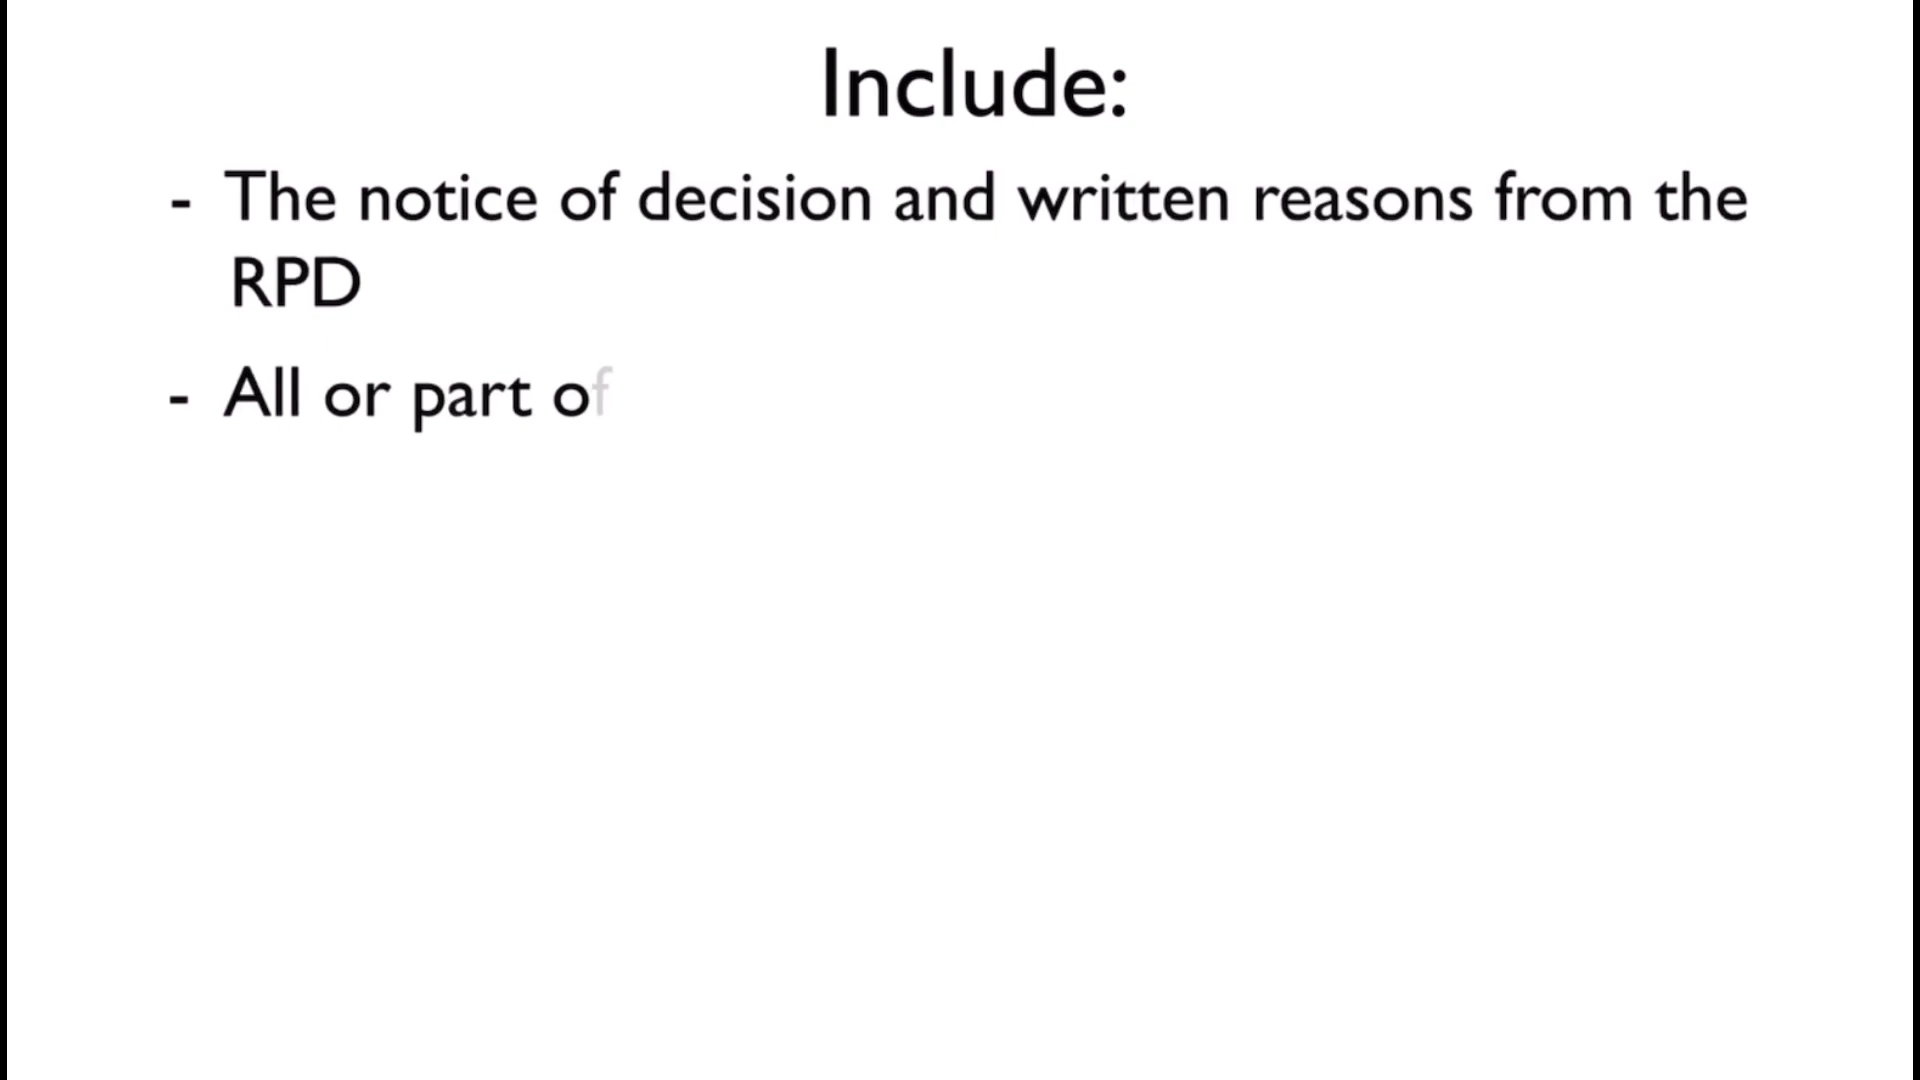 Include:
- The notice of decision and written reasons from the
RPD
- All or part of